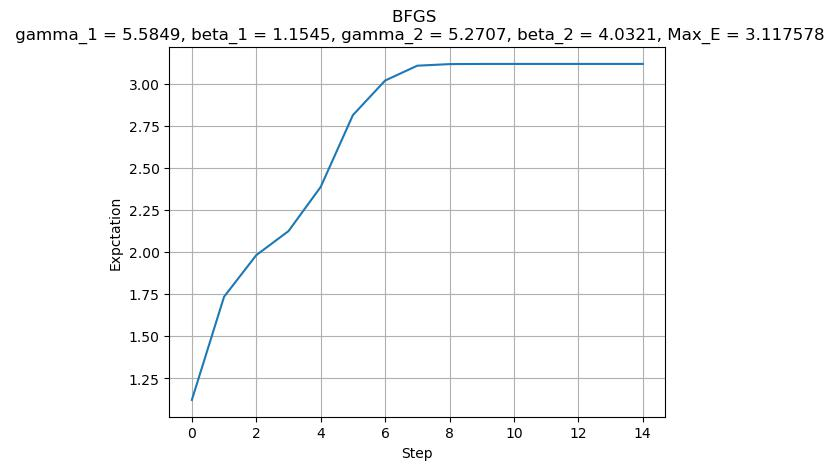 BFGS
gamma_1 = 5.5849, beta_1 = 1.1545, gamma_2 = 5.2707, beta_2 = 4.0321, Max_E = 3.117578
3.00
2.75
2.50
2.25
2.00
1.75
1.50
1.25
Expctation
0 2 4 6 8 10 12 14
Step